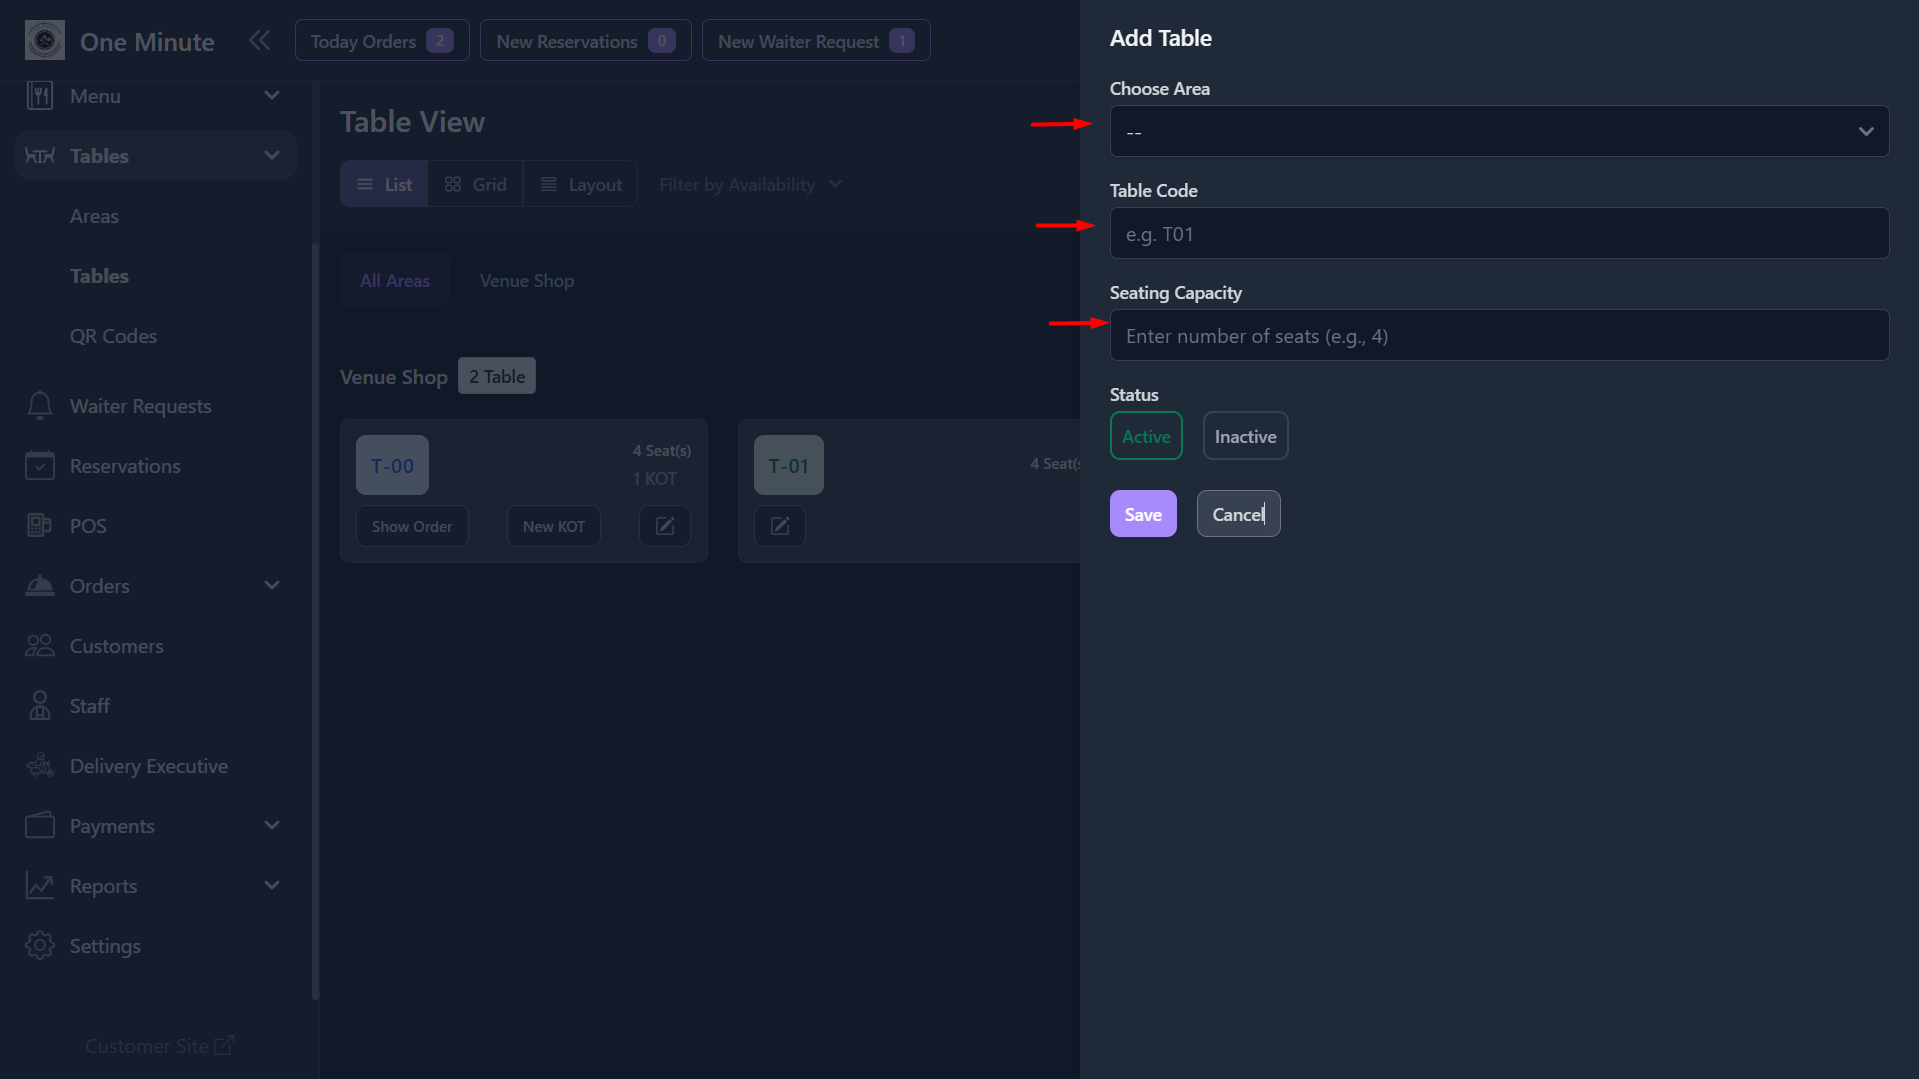 One Minute
Today Orders 2
New Reservations 0
New Waiter Request 1
Menu
Tables
Areas
Tables
QR Codes
Waiter Requests
Reservations
POS
Orders
Customers
Staff
Delivery Executive
Payments
Reports
Settings
Customer Site
Table View
List
Grid
Layout
Filter by Availability
All Areas
Venue Shop
Venue Shop 2 Table
T-00
4 Seat(s)
1 KOT
Show Order
New KOT
T-01
4 Seat(s
Add Table
Choose Area
--
Table Code
e.g. T01
Seating Capacity
Enter number of seats (e.g., 4)
Status
Active
Inactive
Save
Cancel